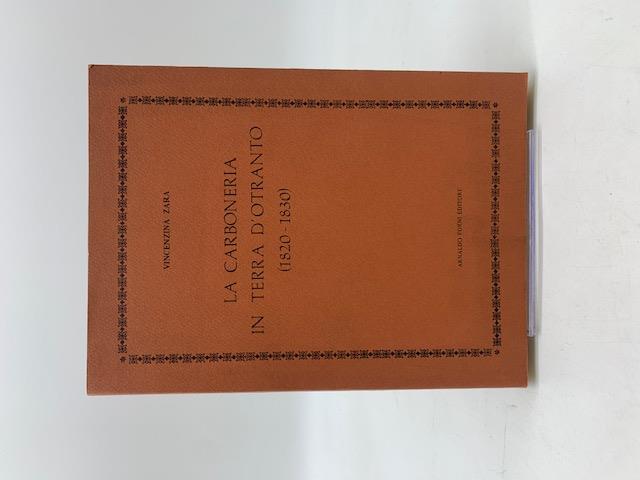 VINCENZINA ZARA
LA CARBONERIA
IN TERRA D'OTRANTO
(1820-1830)
ARNALDO FORNI EDITORE